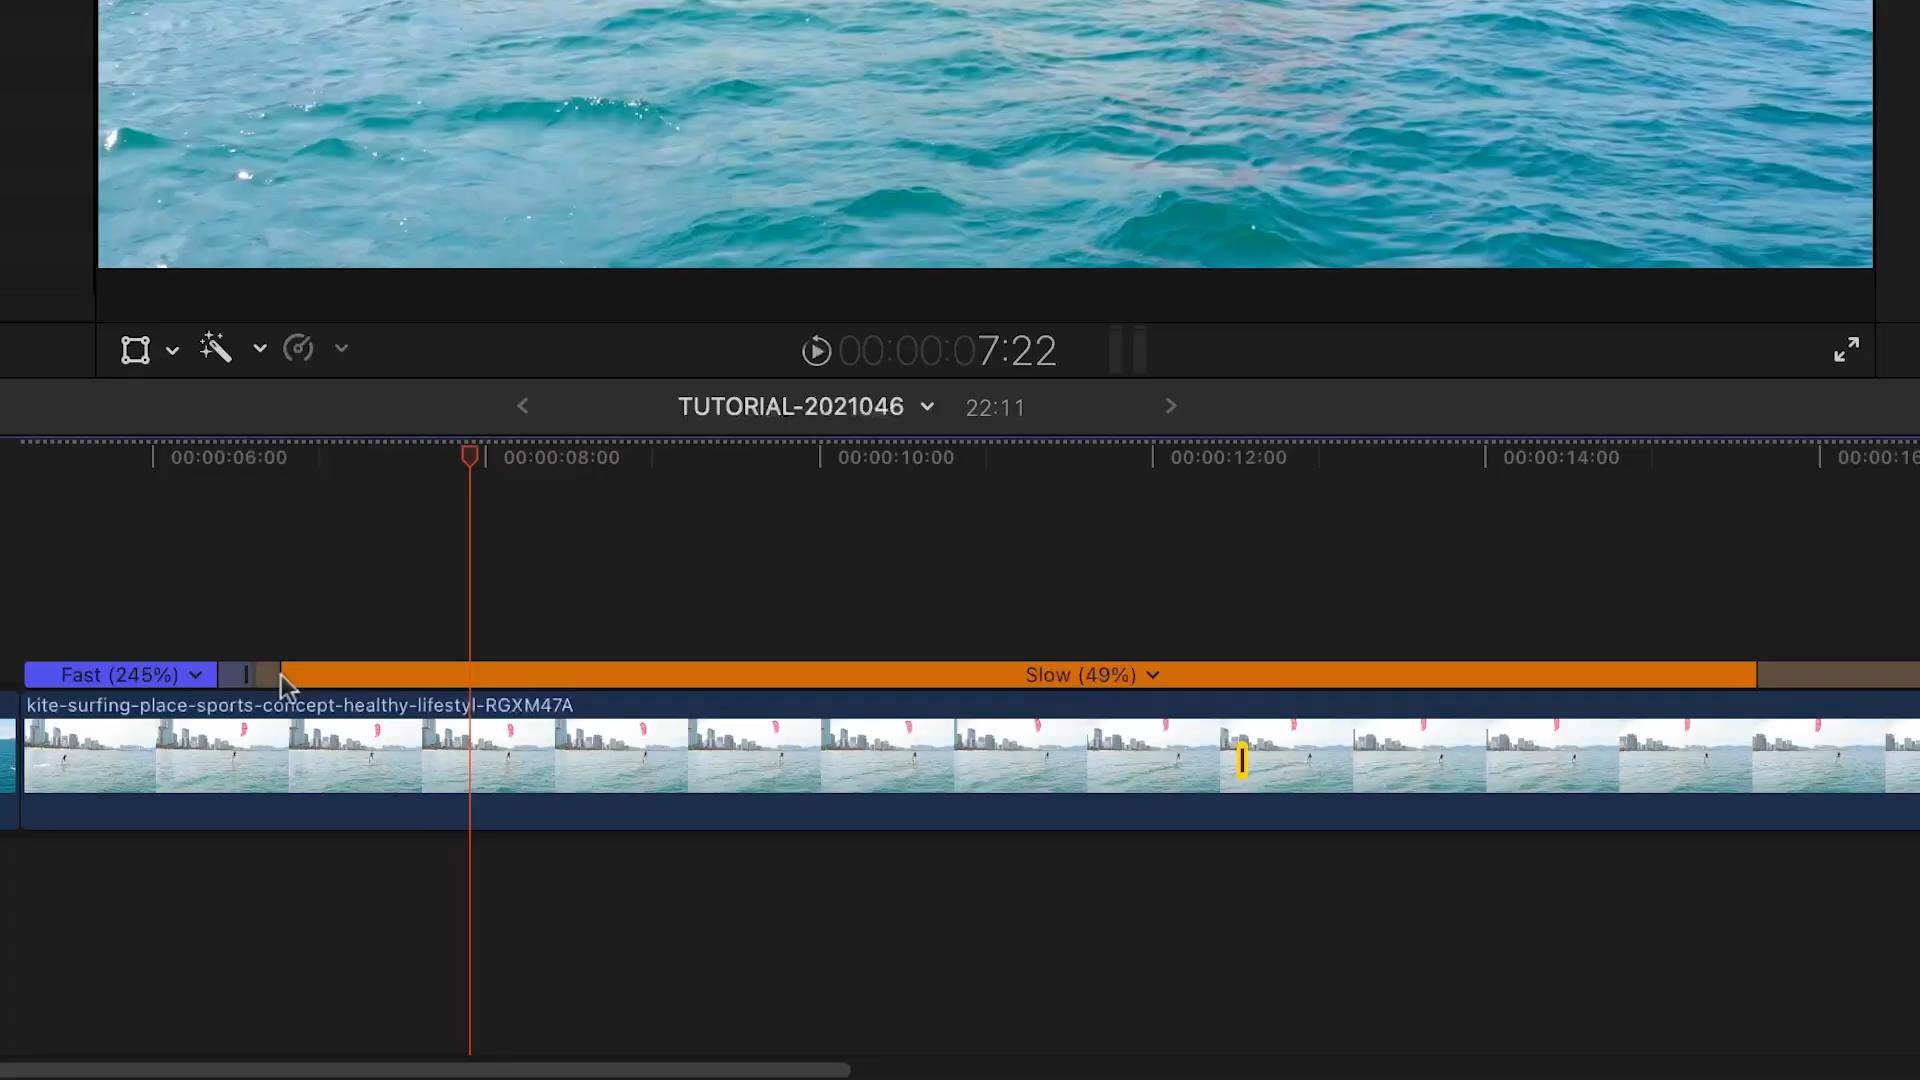 00:00:07:22
TUTORIAL-2021046 22:11
00:00:06:00 00:00:08:00 00:00:10:00 00:00:12:00 00:00:14:00 00:00:16
Fast (245%) Slow (49%)
kite-surfing-place-sports-concept-healthy-lifestyl-RGXM47A